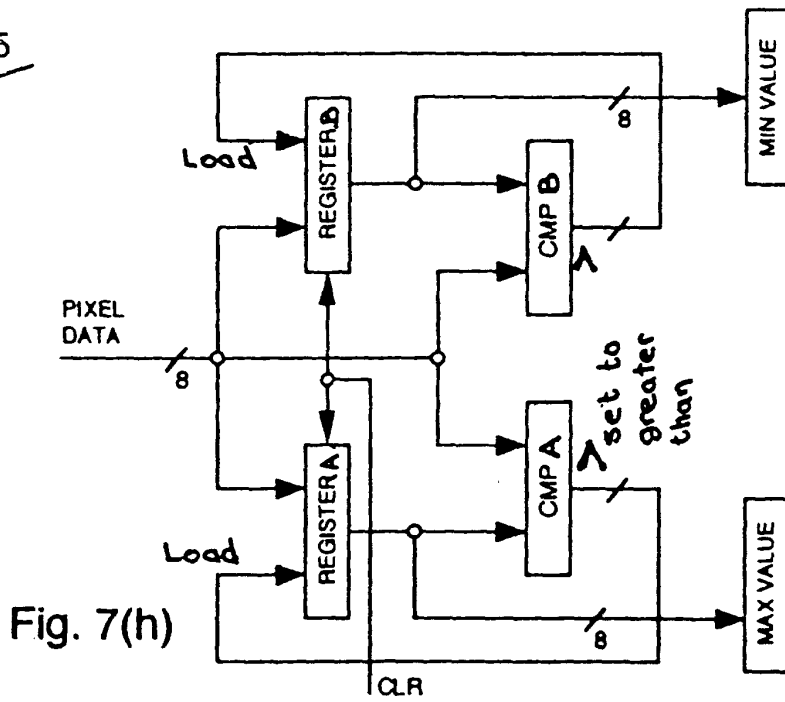 5
MIN VALUE
REGISTER B
8
Load
CMP B
>
PIXEL
DATA
8
set to
greater
than
>
REGISTER A
CMP A
Load
MAX VALUE
8
Fig. 7(h)
CLR